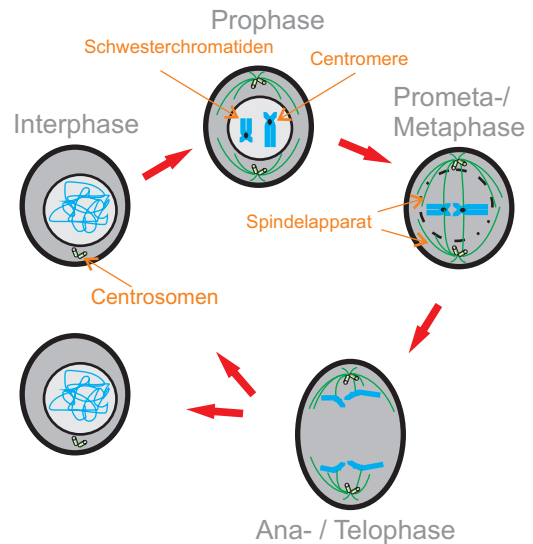 Prophase
Schwesterchromatiden
Centromere
Prometa-/
Metaphase
Interphase
Spindelapparat
Centrosomen
Ana- / Telophase